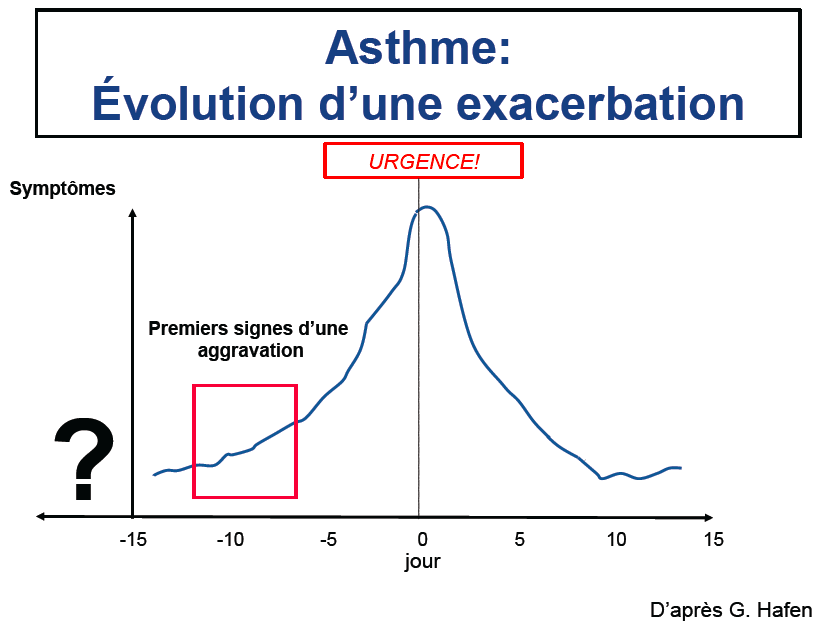 Asthme:
Évolution d’une exacerbation
URGENCE!
Symptômes
Premiers signes d’une
aggravation
?
-15 -10 -5 0 5 10 15
jour
D’après G. Hafen